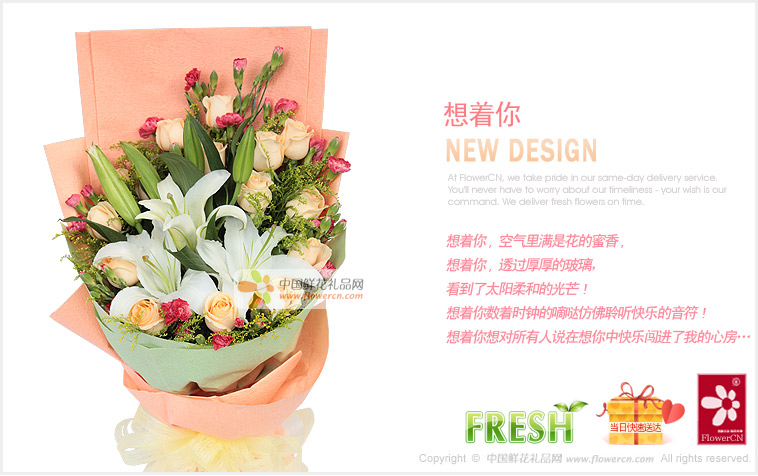 想着你
NEW DESIGN
At FlowerCN, we take pride in our same-day delivery service.
You'll never have to worry about our timeliness - your wish is our
command. We deliver fresh flowers on time.
想着你，空气里满是花的蜜香，
想着你，透过厚厚的玻璃，
看到了太阳柔和的光芒！
想着你数着时钟的嘀哒仿佛聆听快乐的音符！
想着你想对所有人说在想你中快乐闯进了我的心房…
中国鲜花礼品网
www.flowercn.com
FRESH
当日快速送达
FlowerCN
Copyright © 中国鲜花礼品网 www.flowercn.com All rights reserved.